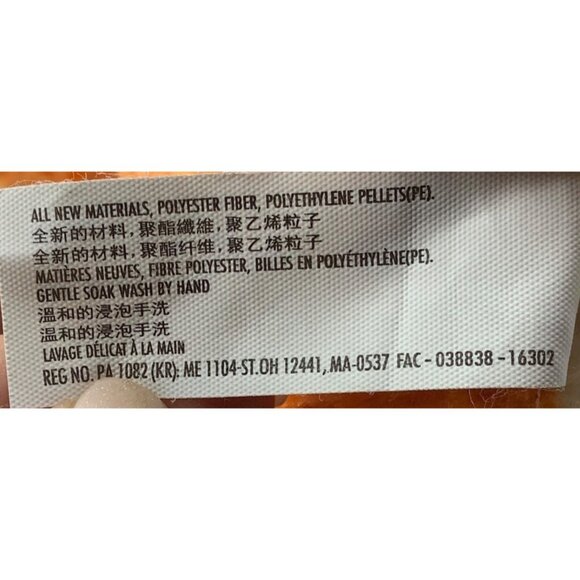 ALL NEW MATERIALS, POLYESTER FIBER, POLYETHYLENE PELLETS(PE).
全新的材料, 聚酯纖維, 聚乙烯粒子
全新的材料, 聚酯纤维, 聚乙烯粒子
MATIÈRES NEUVES, FIBRE POLYESTER, BILLES EN POLYÉTHYLÈNE(PE).
GENTLE SOAK WASH BY HAND
溫和的浸泡手洗
温和的浸泡手洗
LAVAGE DÉLICAT À LA MAIN
REG NO. PA 1082 (KR): ME 1104-ST.OH 12441, MA-0537 FAC - 038838 - 16302